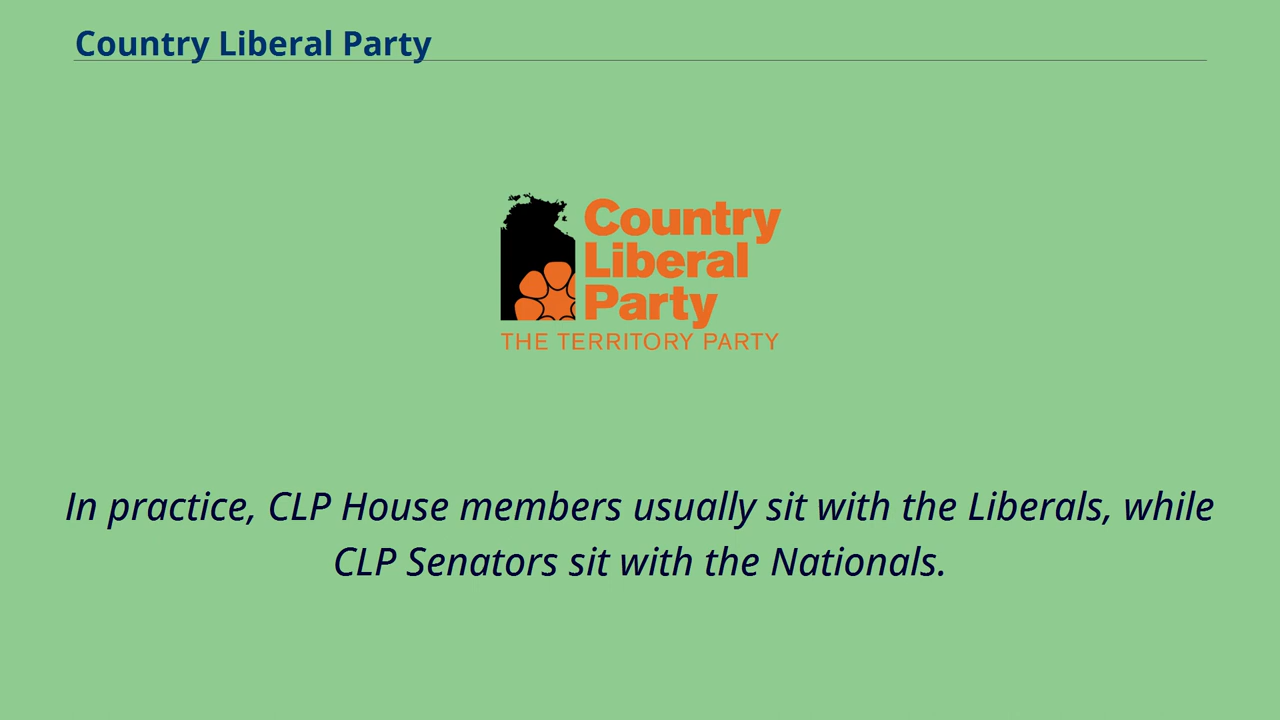 Country Liberal Party
Country
Liberal
Party
THE TERRITORY PARTY
In practice, CLP House members usually sit with the Liberals, while
CLP Senators sit with the Nationals.